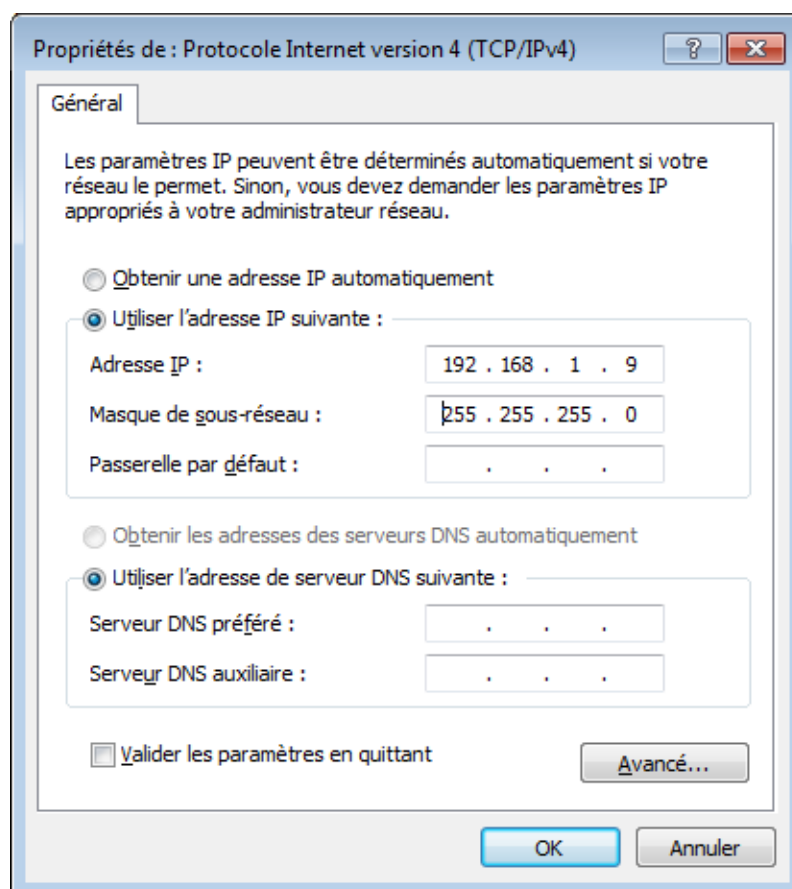 Propriétés de : Protocole Internet version 4 (TCP/IPv4)
Général
Les paramètres IP peuvent être déterminés automatiquement si votre
réseau le permet. Sinon, vous devez demander les paramètres IP
appropriés à votre administrateur réseau.
Obtenir une adresse IP automatiquement
Utiliser l'adresse IP suivante :
Adresse IP : 192 . 168 . 1 . 9
Masque de sous-réseau : 255 . 255 . 255 . 0
Passerelle par défaut : . . .
Obtenir les adresses des serveurs DNS automatiquement
Utiliser l'adresse de serveur DNS suivante :
Serveur DNS préféré : . . .
Serveur DNS auxiliaire : . . .
Valider les paramètres en quittant
Avancé...
OK Annuler